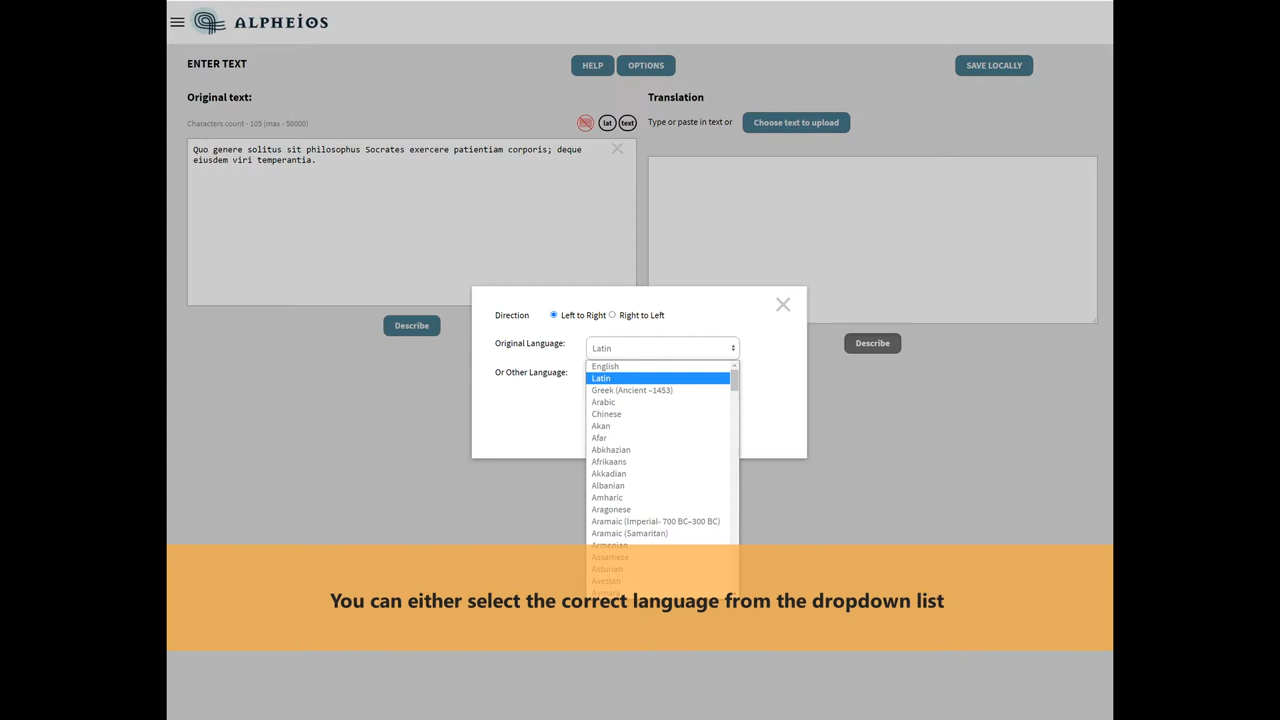 ALPHEIOS
ENTER TEXT
HELP
OPTIONS
SAVE LOCALLY
Original text:
Translation
Characters count - 105 (max - 50000)
lat
text
Type or paste in text or
Choose text to upload
Quo genere solitus sit philosophus Socrates exercere patientiam corporis; deque
eiusdem viri temperantia.
Describe
Describe
Direction
Left to Right
Right to Left
Original Language:
Latin
Or Other Language:
English
Latin
Greek (Ancient –1453)
Arabic
Chinese
Akan
Afar
Abkhazian
Afrikaans
Akkadian
Albanian
Amharic
Aragonese
Aramaic (Imperial- 700 BC–300 BC)
Aramaic (Samaritan)
Armenian
Assamese
Asturian
Avestan
You can either select the correct language from the dropdown list